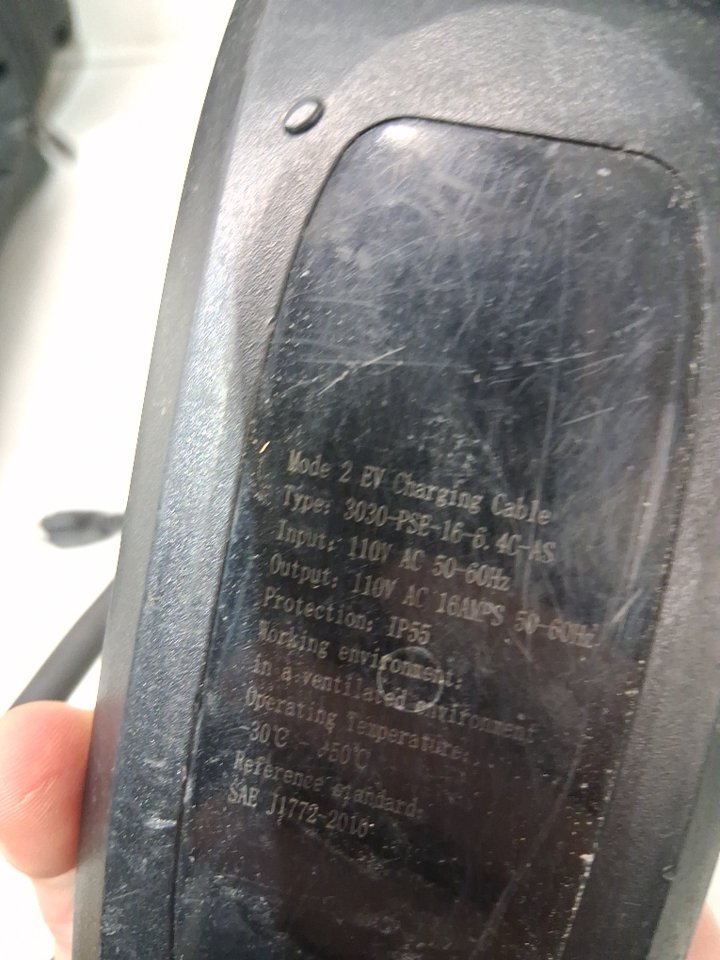 Mode 2 EV Charging Cable
Type: 3030-PSE-16-6.4C-AS
Input: 110V AC 50-60Hz
Output: 110V AC 16AMPS 50-60Hz
Protection: IP55
Working environment:
in a ventilated environment
Operating Temperature:
-30℃ - +50℃
Reference standard:
SAE J1772-2016